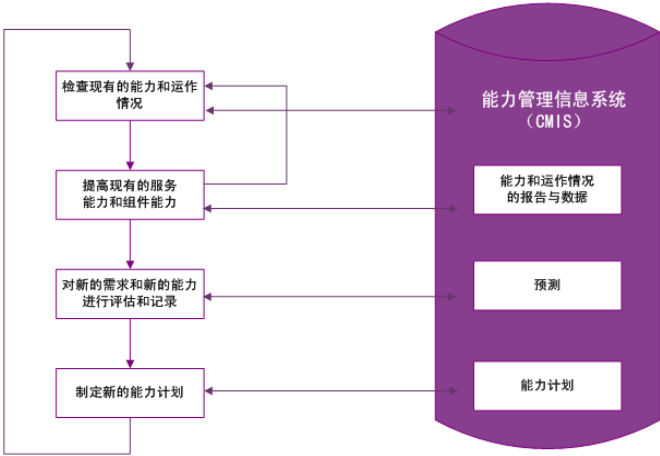 检查现有的能力和运作
情况
提高现有的服务
能力和组件能力
对新的需求和新的能力
进行评估和记录
制定新的能力计划
能力管理信息系统
（CMIS）
能力和运作情况
的报告与数据
预测
能力计划